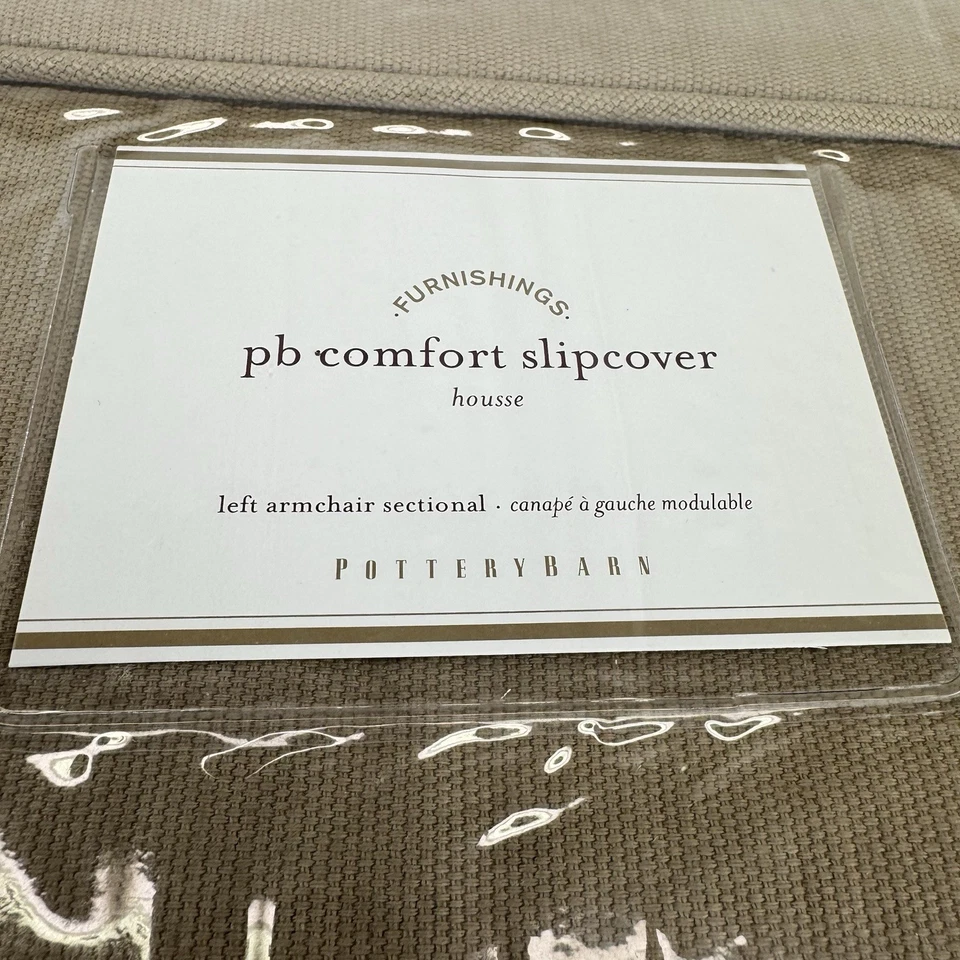 ·FURNISHINGS·
pb comfort slipcover
housse
left armchair sectional · canapé à gauche modulable
POTTERYBARN